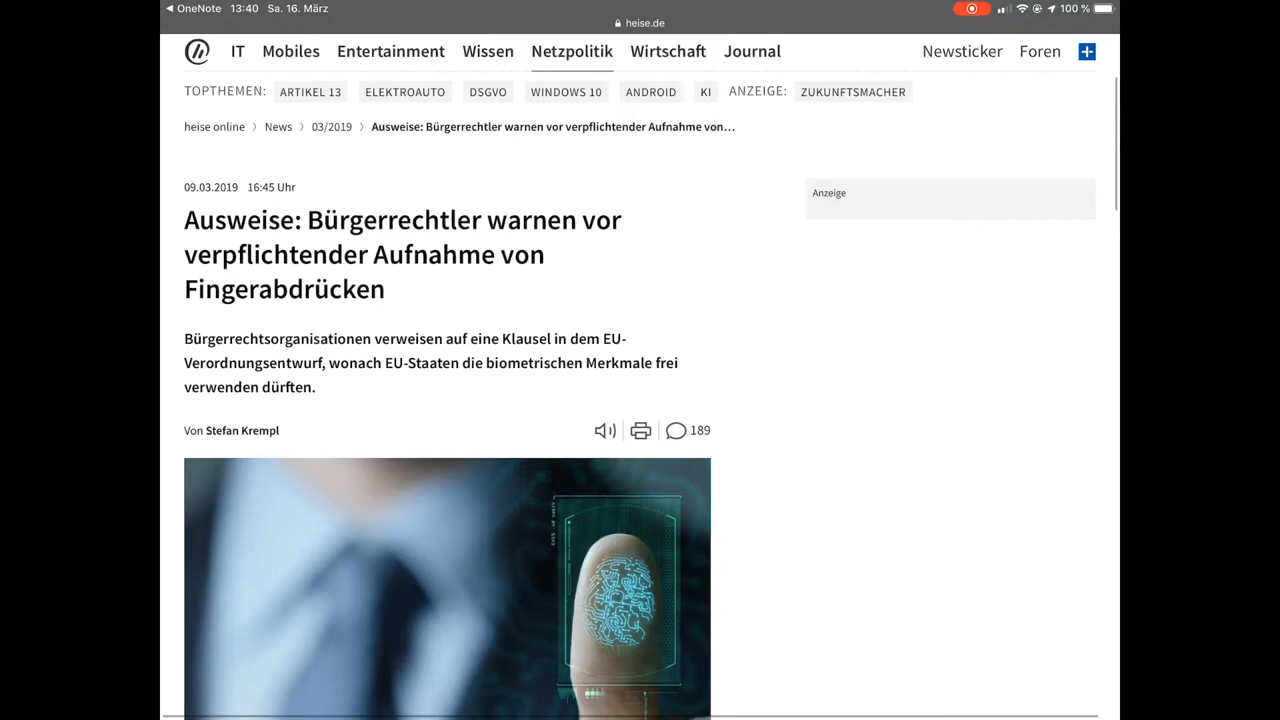 OneNote 13:40 Sa. 16. März 100 %
heise.de
IT Mobiles Entertainment Wissen Netzpolitik Wirtschaft Journal Newsticker Foren
TOPTHEMEN: ARTIKEL 13 ELEKTROAUTO DSGVO WINDOWS 10 ANDROID KI ANZEIGE: ZUKUNFTSMACHER
heise online News 03/2019 Ausweise: Bürgerrechtler warnen vor verpflichtender Aufnahme von…
09.03.2019 16:45 Uhr
Anzeige
Ausweise: Bürgerrechtler warnen vor
verpflichtender Aufnahme von
Fingerabdrücken
Bürgerrechtsorganisationen verweisen auf eine Klausel in dem EU-
Verordnungsentwurf, wonach EU-Staaten die biometrischen Merkmale frei
verwenden dürften.
Von Stefan Krempl 189